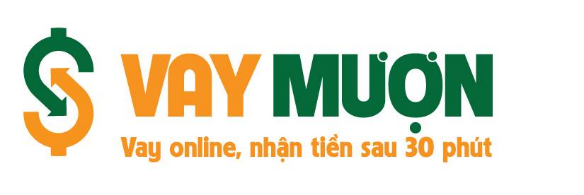 VAY MƯỢN
Vay online, nhận tiền sau 30 phút